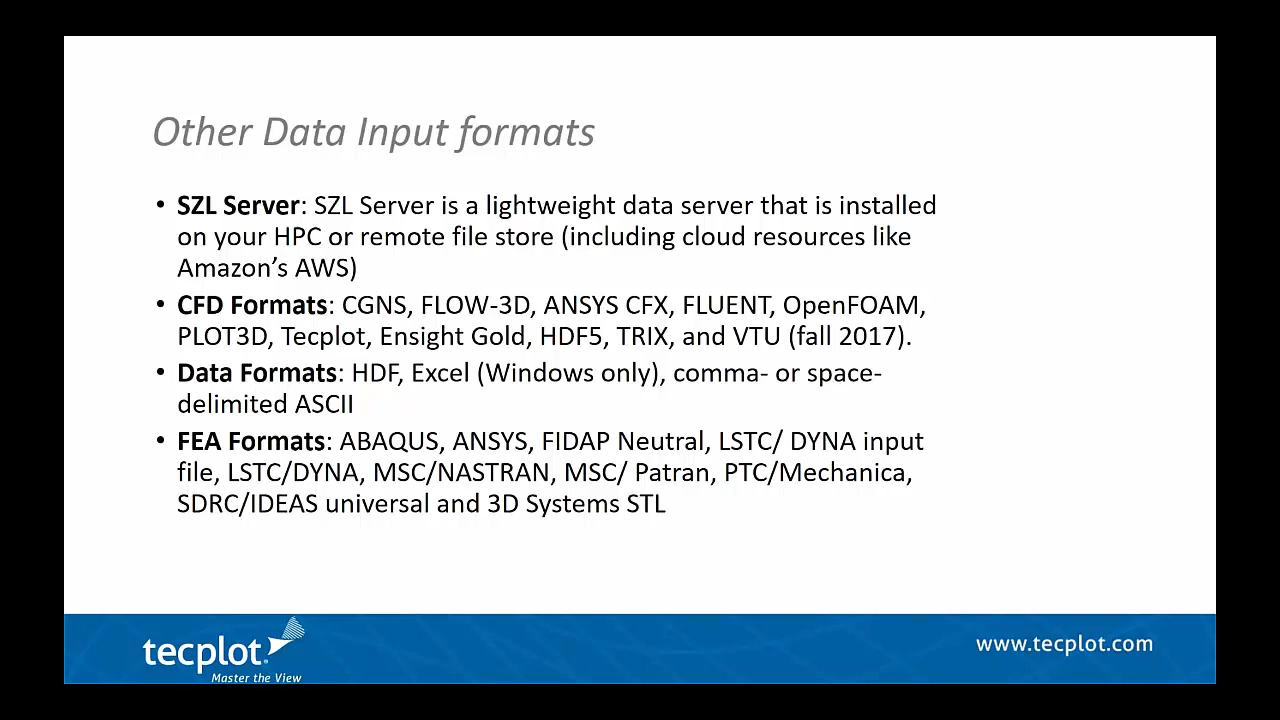 Other Data Input formats
• SZL Server: SZL Server is a lightweight data server that is installed
on your HPC or remote file store (including cloud resources like
Amazon’s AWS)
• CFD Formats: CGNS, FLOW-3D, ANSYS CFX, FLUENT, OpenFOAM,
PLOT3D, Tecplot, Ensight Gold, HDF5, TRIX, and VTU (fall 2017).
• Data Formats: HDF, Excel (Windows only), comma- or space-
delimited ASCII
• FEA Formats: ABAQUS, ANSYS, FIDAP Neutral, LSTC/ DYNA input
file, LSTC/DYNA, MSC/NASTRAN, MSC/ Patran, PTC/Mechanica,
SDRC/IDEAS universal and 3D Systems STL
tecplot.
Master the View
www.tecplot.com